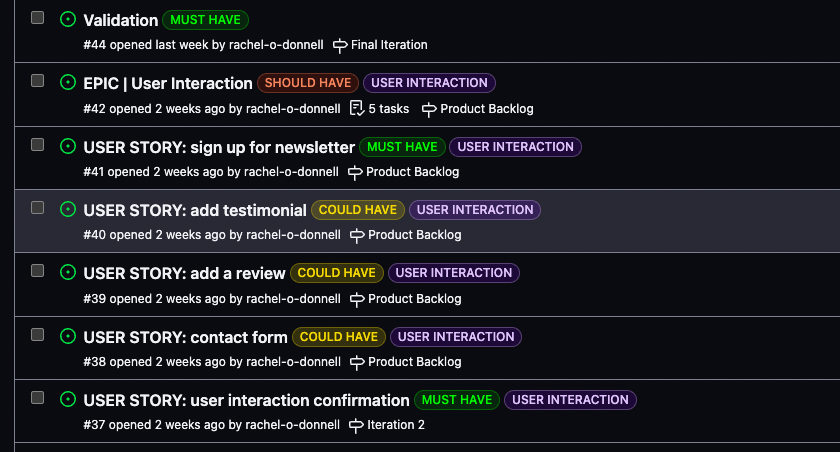 Validation MUST HAVE
#44 opened last week by rachel-o-donnell Final Iteration
EPIC | User Interaction SHOULD HAVE USER INTERACTION
#42 opened 2 weeks ago by rachel-o-donnell 5 tasks Product Backlog
USER STORY: sign up for newsletter MUST HAVE USER INTERACTION
#41 opened 2 weeks ago by rachel-o-donnell Product Backlog
USER STORY: add testimonial COULD HAVE USER INTERACTION
#40 opened 2 weeks ago by rachel-o-donnell Product Backlog
USER STORY: add a review COULD HAVE USER INTERACTION
#39 opened 2 weeks ago by rachel-o-donnell Product Backlog
USER STORY: contact form COULD HAVE USER INTERACTION
#38 opened 2 weeks ago by rachel-o-donnell Product Backlog
USER STORY: user interaction confirmation MUST HAVE USER INTERACTION
#37 opened 2 weeks ago by rachel-o-donnell Iteration 2